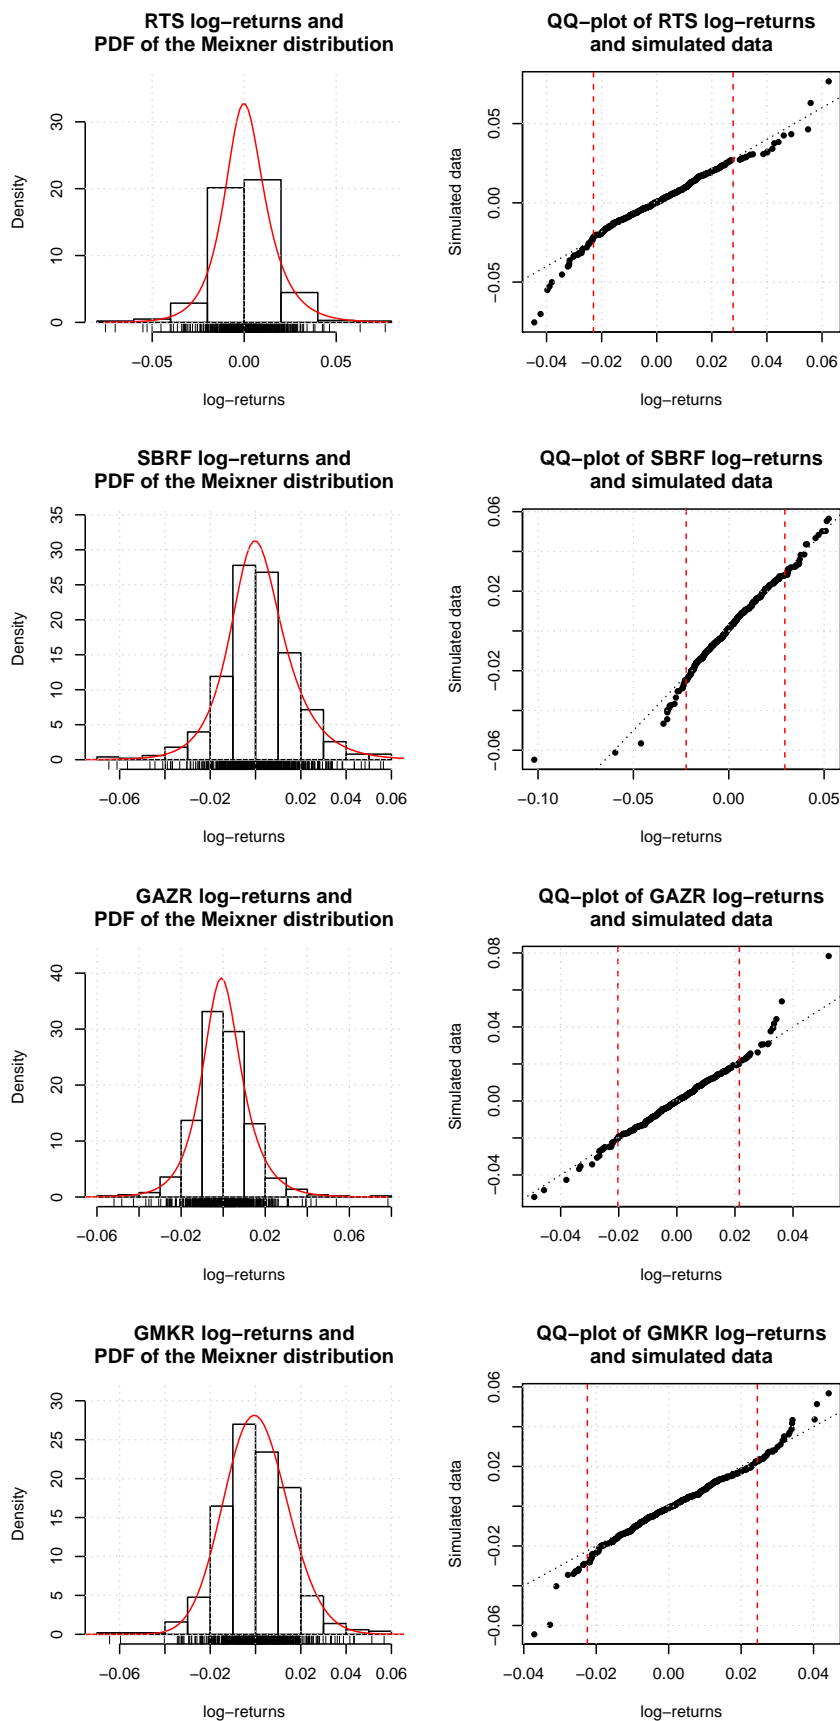 RTS log−returns and
PDF of the Meixner distribution
Density
0
10
20
30
−0.05
0.00
0.05
log−returns
QQ−plot of RTS log−returns
and simulated data
Simulated data
−0.05
0.00
0.05
−0.04
−0.02
0.00
0.02
0.04
0.06
log−returns
SBRF log−returns and
PDF of the Meixner distribution
Density
0
5
10
15
20
25
30
35
−0.06
−0.02
0.02
0.04
0.06
log−returns
QQ−plot of SBRF log−returns
and simulated data
Simulated data
−0.06
−0.02
0.02
0.06
−0.10
−0.05
0.00
0.05
log−returns
GAZR log−returns and
PDF of the Meixner distribution
Density
0
10
20
30
40
−0.06
−0.02
0.02
0.06
log−returns
QQ−plot of GAZR log−returns
and simulated data
Simulated data
−0.04
0.00
0.04
0.08
−0.04
−0.02
0.00
0.02
0.04
log−returns
GMKR log−returns and
PDF of the Meixner distribution
Density
0
5
10
15
20
25
30
−0.06
−0.02
0.02
0.04
0.06
log−returns
QQ−plot of GMKR log−returns
and simulated data
Simulated data
−0.06
−0.02
0.02
0.06
−0.04
−0.02
0.00
0.02
0.04
log−returns